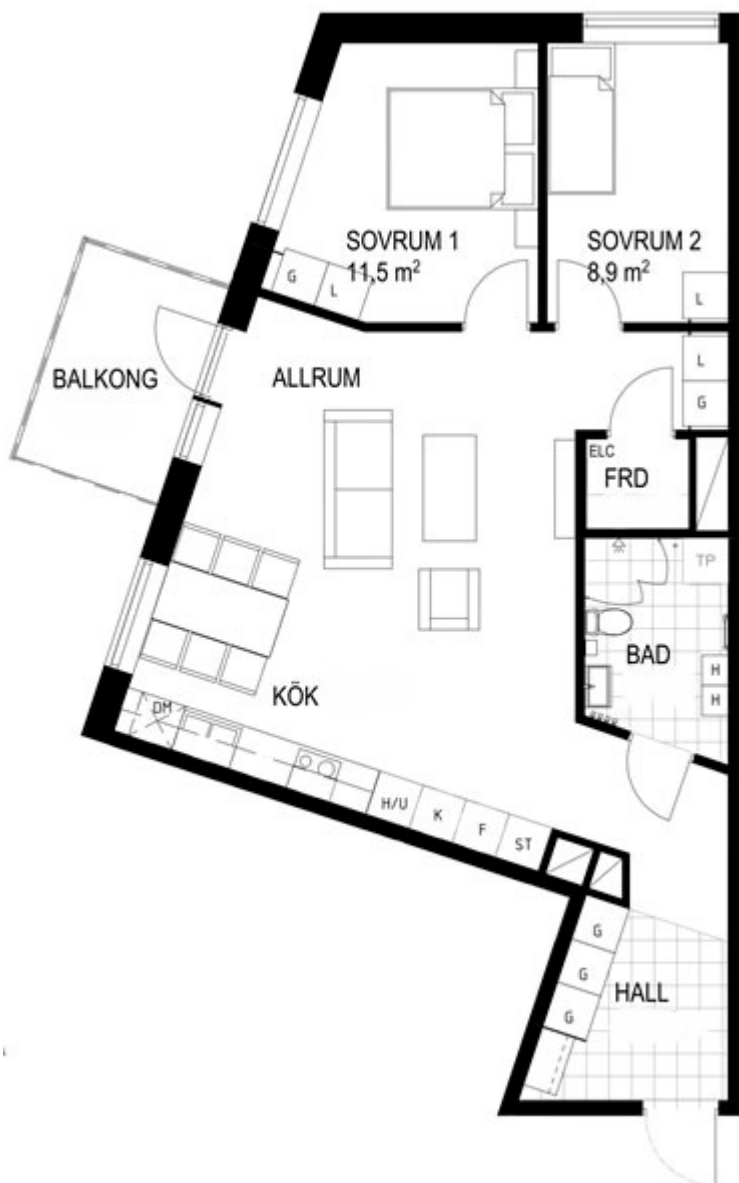 SOVRUM 1
11,5 m²
SOVRUM 2
8,9 m²
G
L
L
BALKONG
ALLRUM
L
G
ELC
FRD
TP
BAD
H
H
KÖK
DM
H/U
K
F
ST
G
G
G
HALL